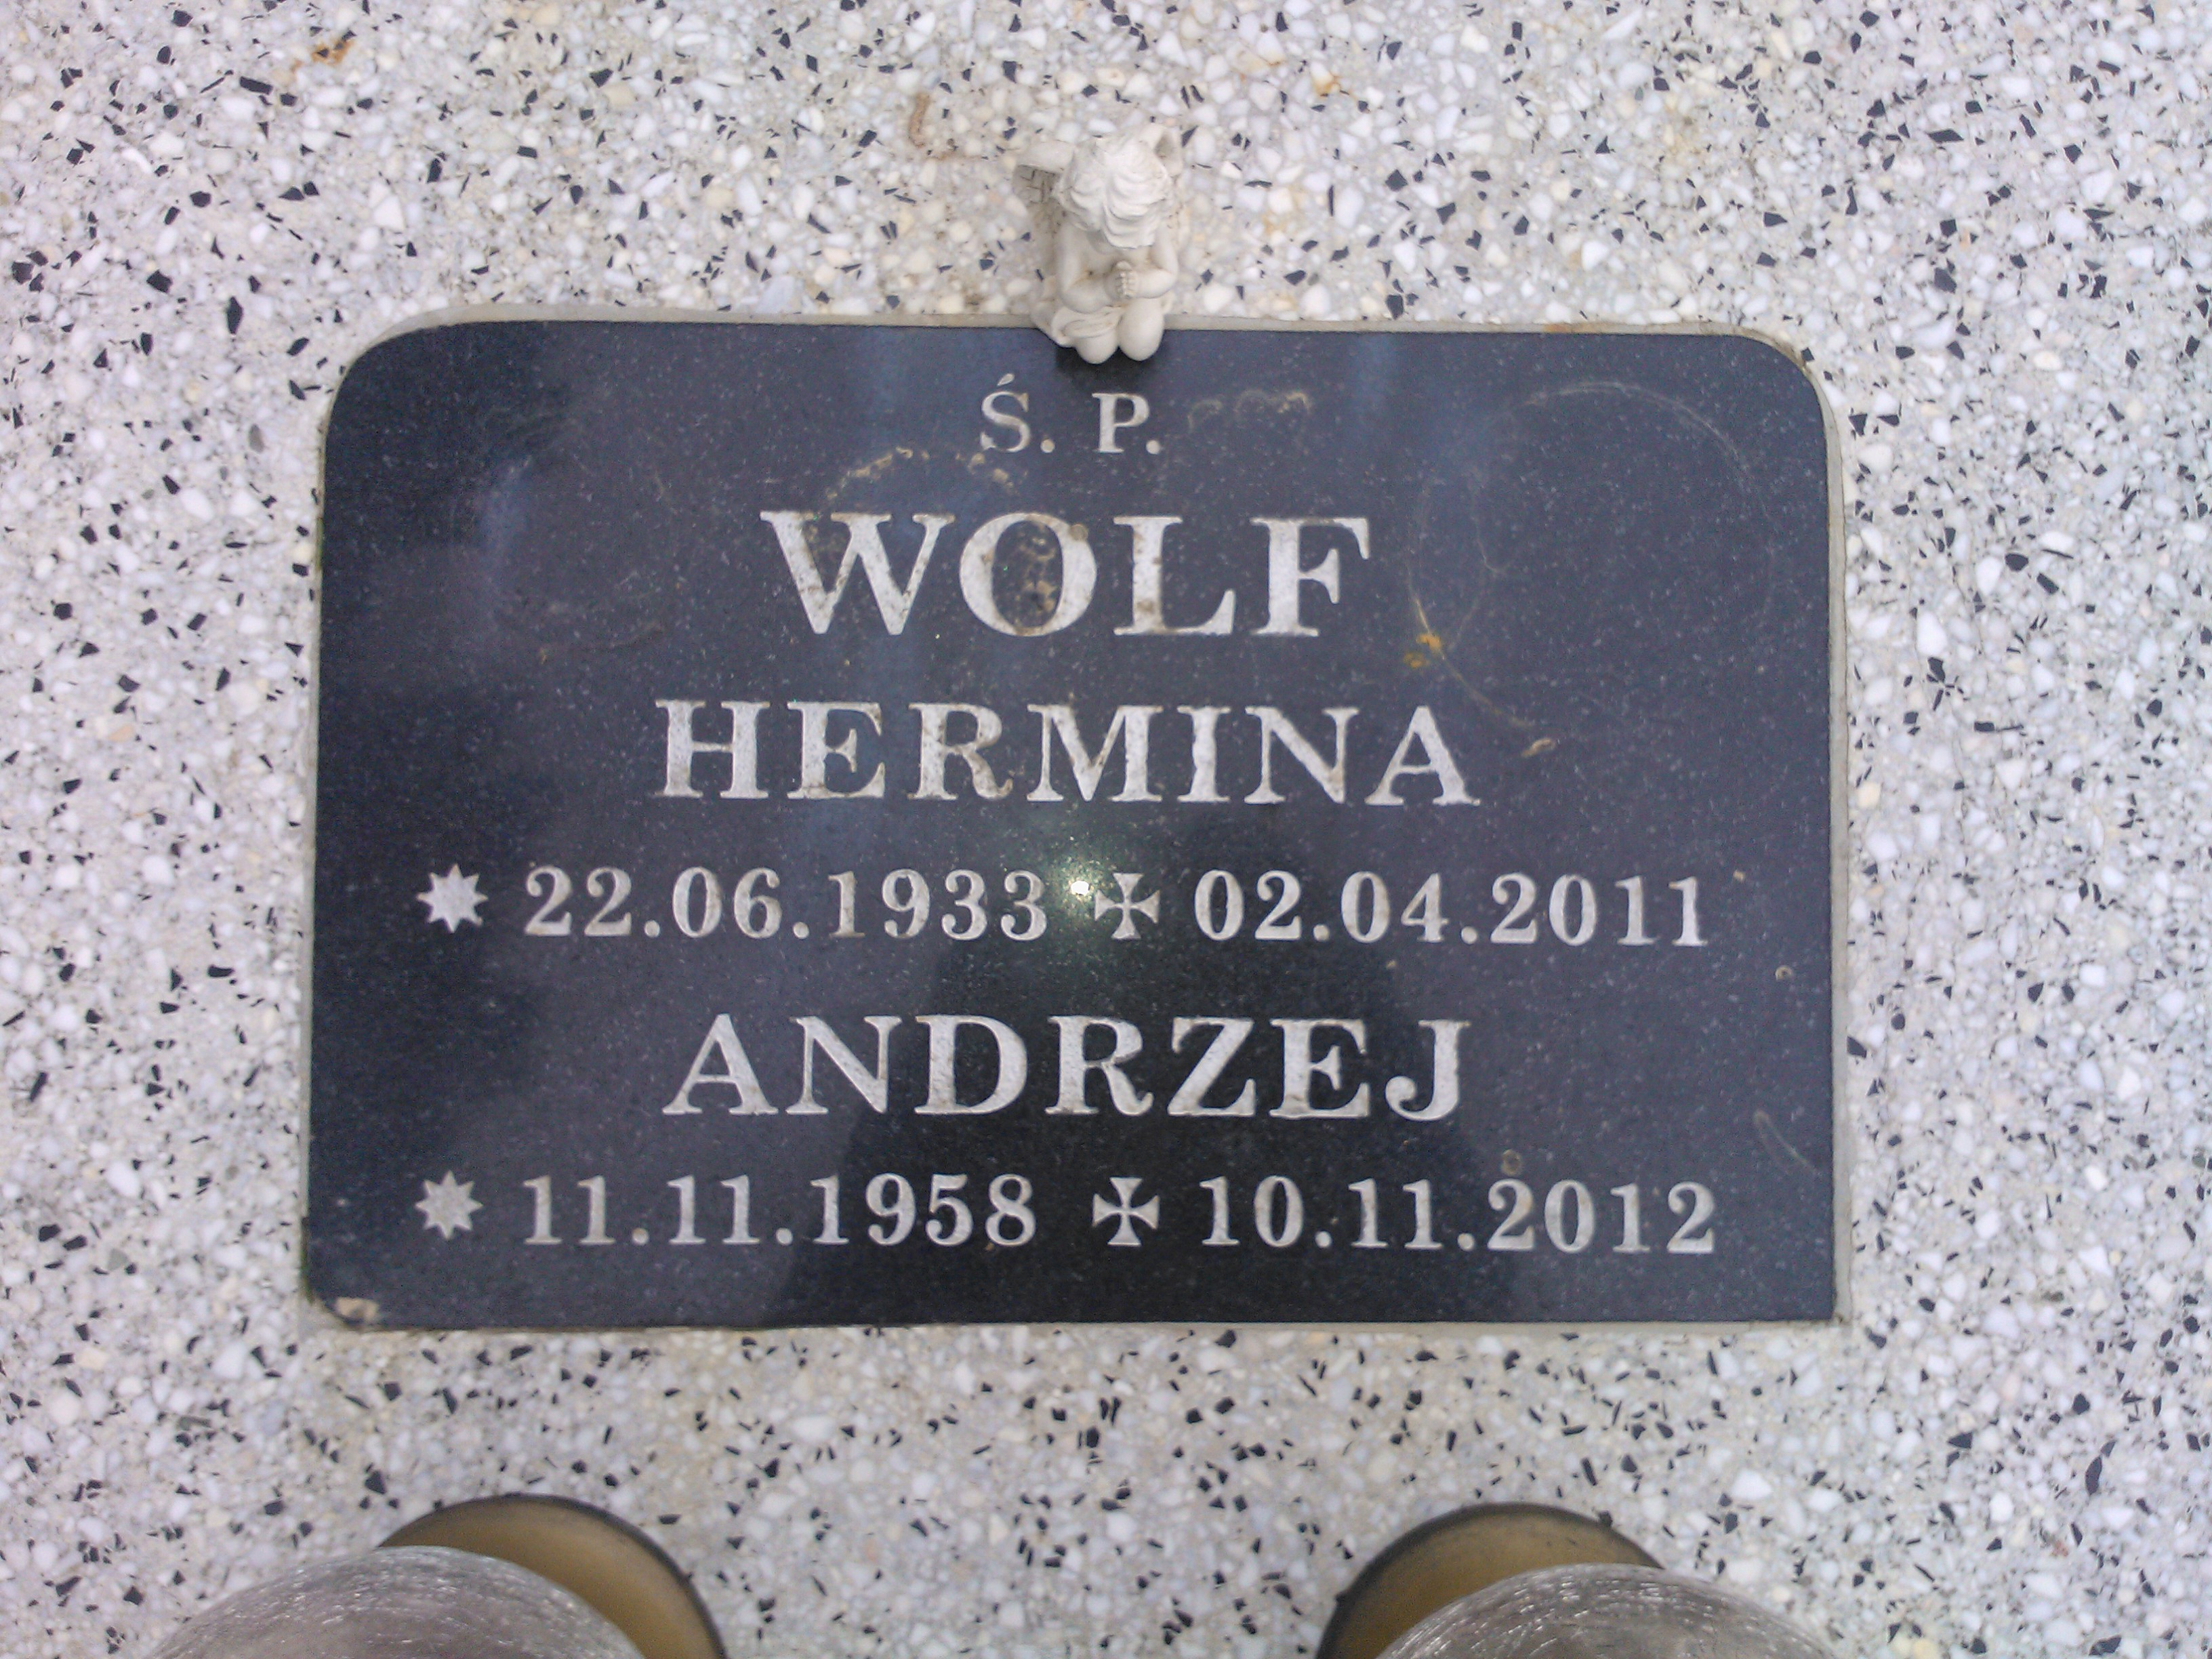 Ś. P.
WOLF
HERMINA
22.06.1933 02.04.2011
ANDRZEJ
11.11.1958 10.11.2012